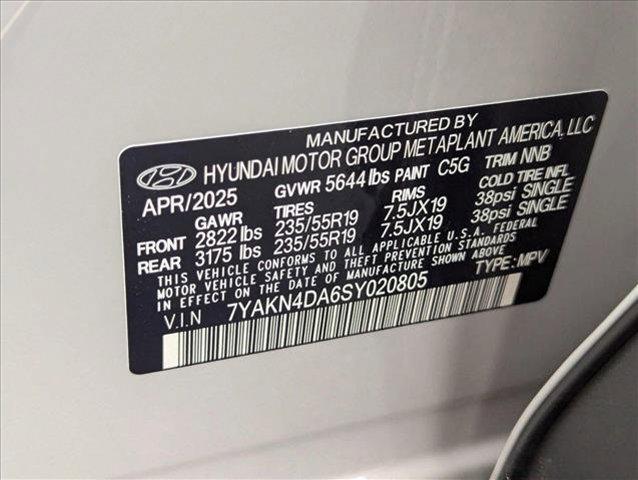 MANUFACTURED BY
HYUNDAI MOTOR GROUP METAPLANT AMERICA, LLC
APR/2025 GVWR 5644 lbs PAINT C5G TRIM NNB
GAWR TIRES RIMS COLD TIRE INFL
FRONT 2822 lbs 235/55R19 7.5JX19 38psi SINGLE
REAR 3175 lbs 235/55R19 7.5JX19 38psi SINGLE
THIS VEHICLE CONFORMS TO ALL APPLICABLE U.S.A. FEDERAL
MOTOR VEHICLE SAFETY AND THEFT PREVENTION STANDARDS
IN EFFECT ON THE DATE OF MANUFACTURE SHOWN ABOVE.
V.I.N 7YAKN4DA6SY020805 TYPE:MPV